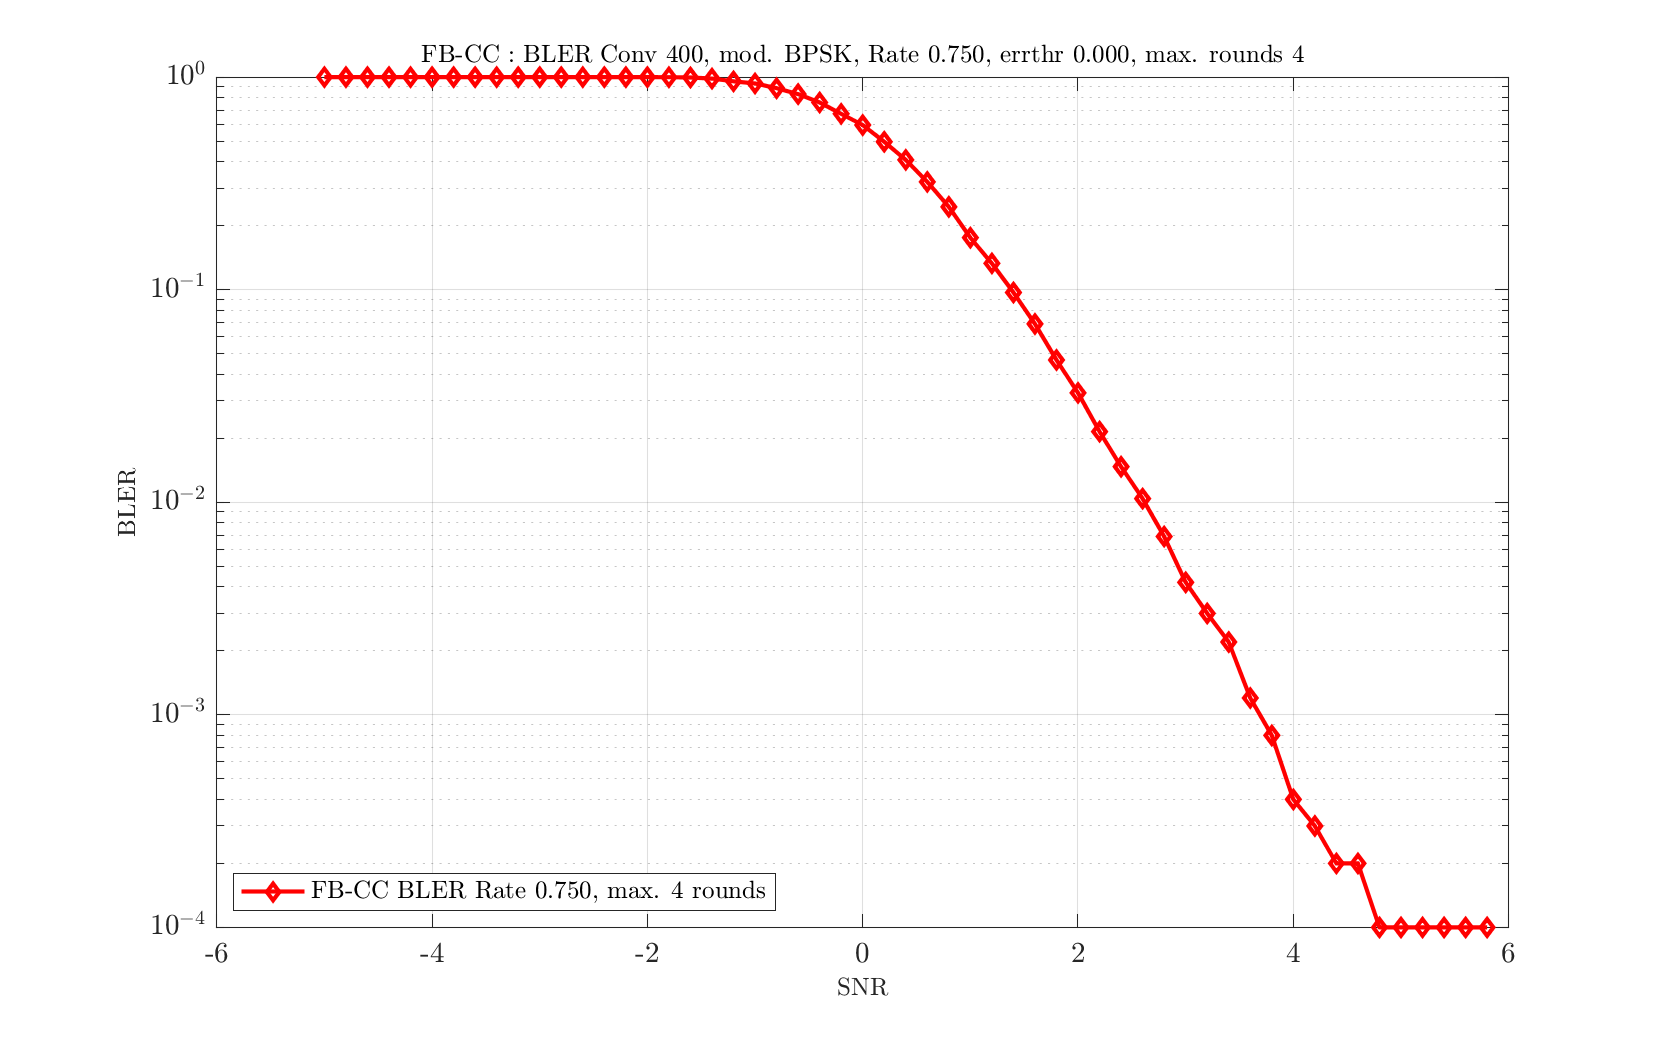 FB-CC : BLER Conv 400, mod. BPSK, Rate 0.750, errthr 0.000, max. rounds 4
10^0
10^-1
10^-2
10^-3
10^-4
BLER
FB-CC BLER Rate 0.750, max. 4 rounds
-6 -4 -2 0 2 4 6
SNR